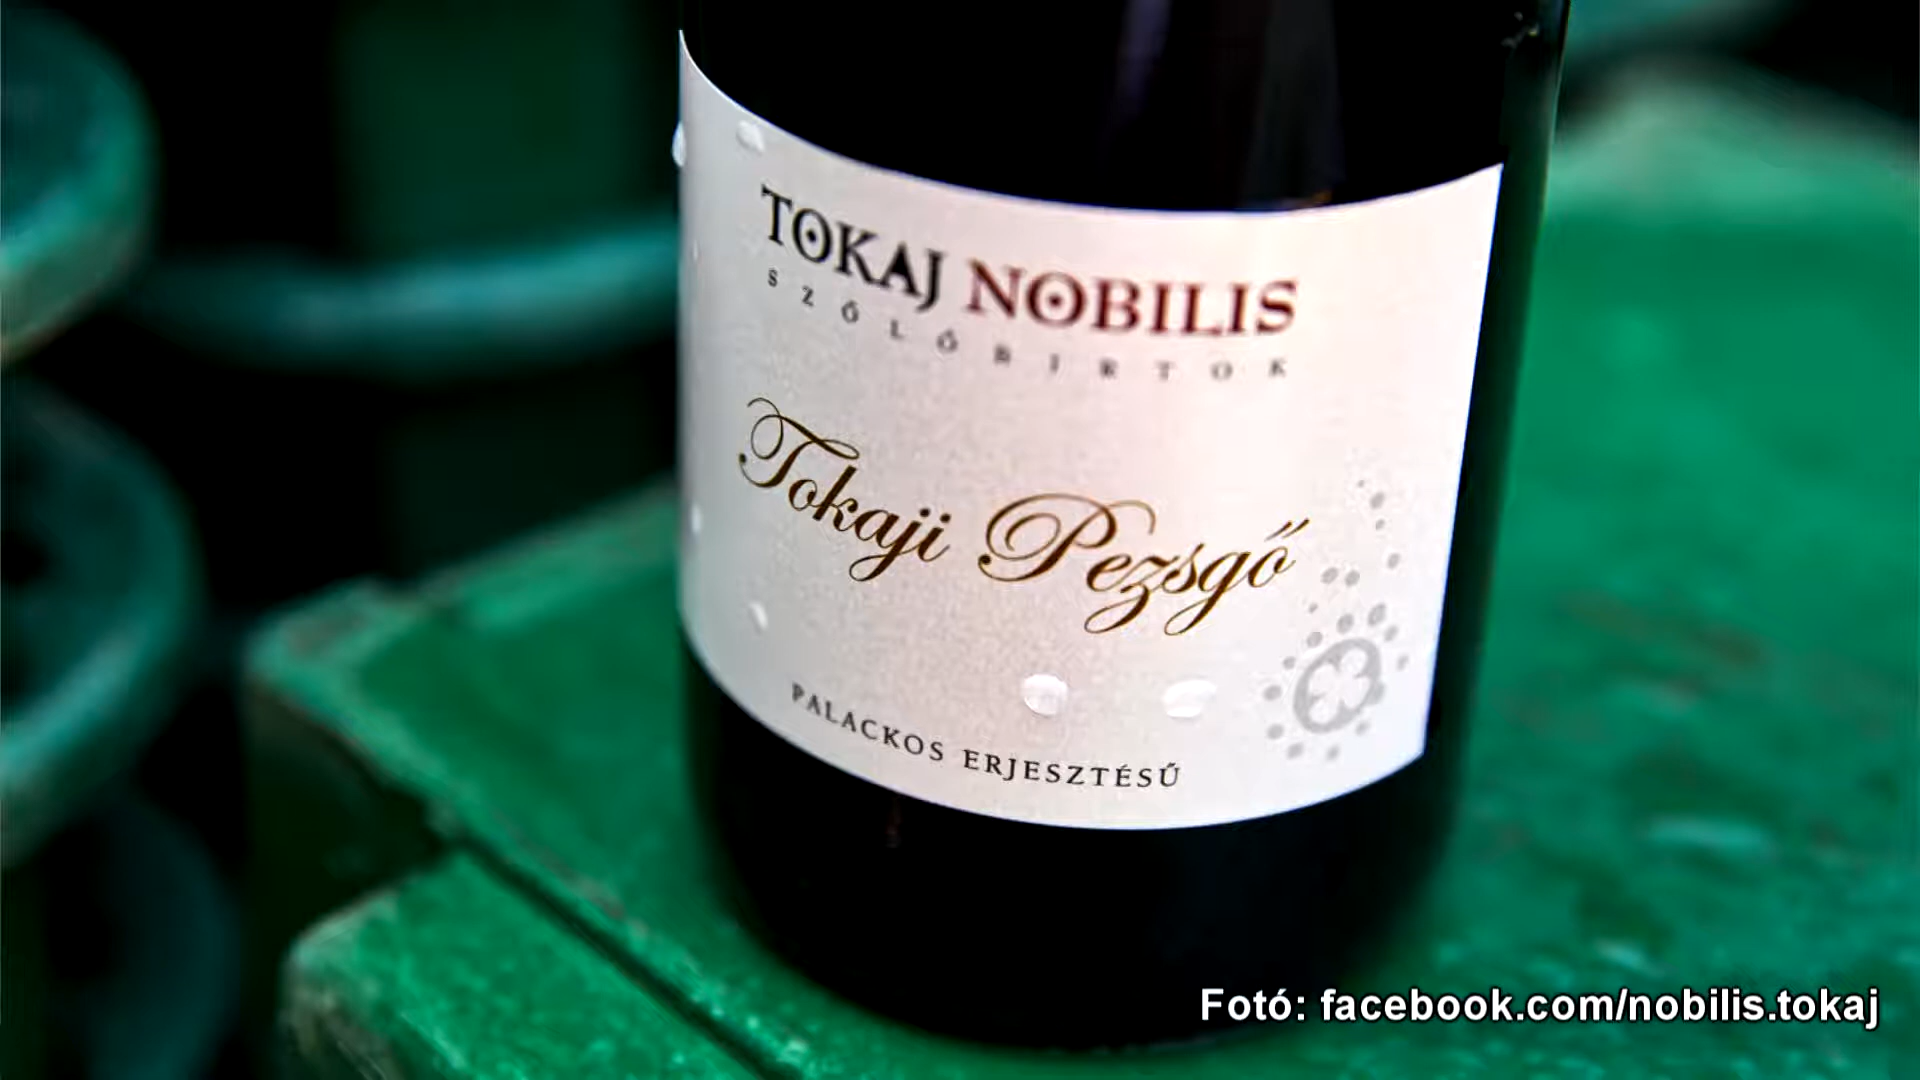 TOKAJ NOBILIS
SZŐLŐBIRTOK
Tokaji Pezsgő
PALACKOS ERJESZTÉSŰ
Fotó: facebook.com/nobilis.tokaj